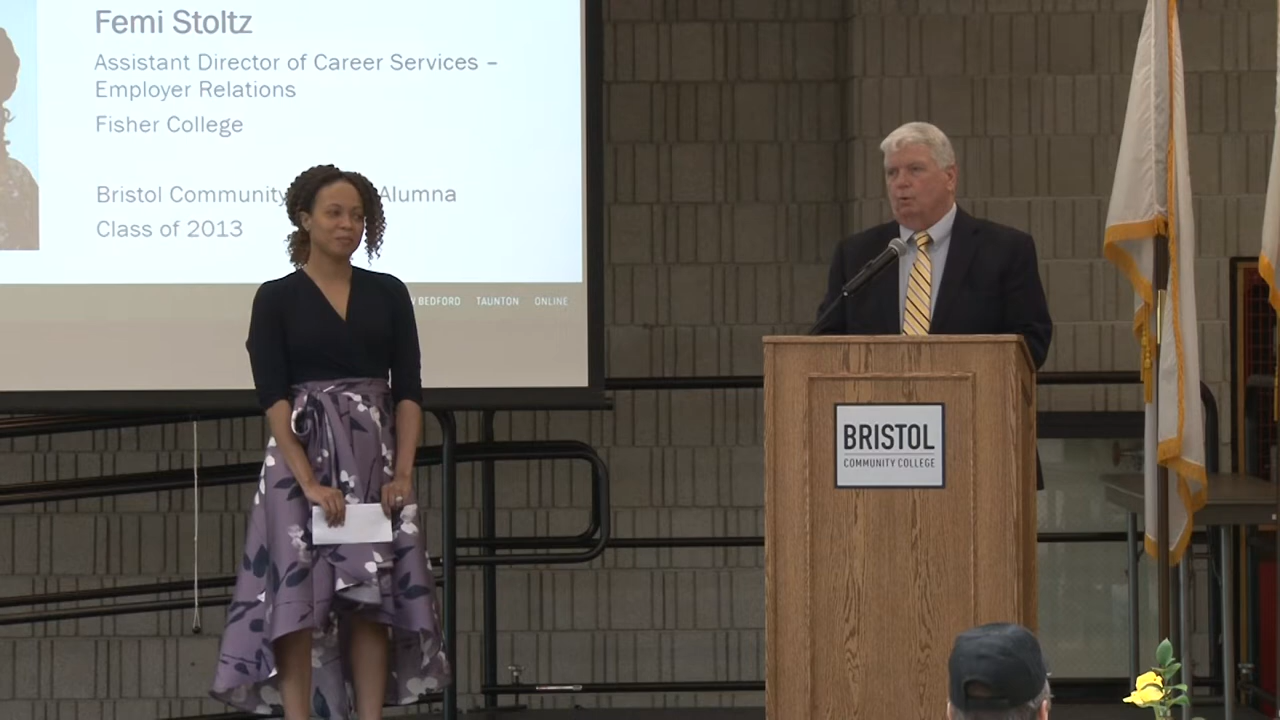 Femi Stoltz
Assistant Director of Career Services –
Employer Relations
Fisher College
Bristol Community Alumna
Class of 2013
BEDFORD TAUNTON ONLINE
BRISTOL
COMMUNITY COLLEGE